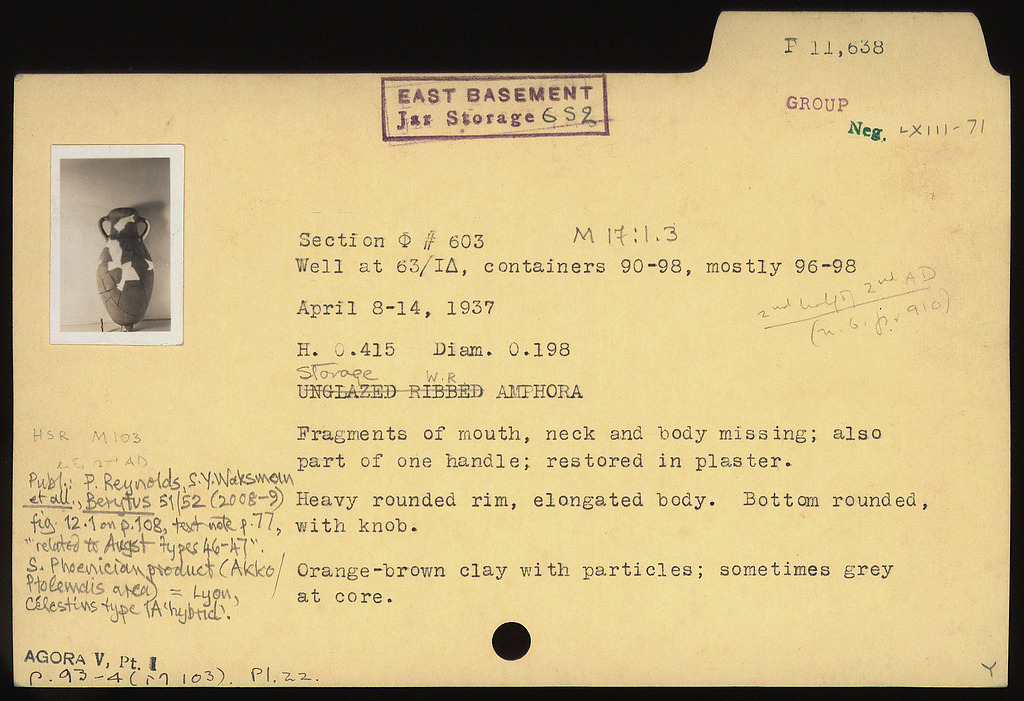 P 11,638
EAST BASEMENT
Jar Storage 6S2
GROUP
Neg. LXIII-71
Section Φ # 603 M 17:1.3
Well at 63/ΙΔ, containers 90-98, mostly 96-98
2nd half of 2nd AD
(n.b. p. 910)
April 8-14, 1937
H. 0.415 Diam. 0.198
Storage W.R
UNGLAZED RIBBED AMPHORA
Fragments of mouth, neck and body missing; also
part of one handle; restored in plaster.
Heavy rounded rim, elongated body. Bottom rounded,
with knob.
Orange-brown clay with particles; sometimes grey
at core.
HSR M103
2nd AD
Publ.: P. Reynolds, S.Y. Waksman
et al., Berytus 51/52 (2008-9)
fig. 12.1 on p.108, text note p.77,
"related to Augst types 46-47".
S. Phoenician product (Akko/
Ptolemais area) = Lyon,
Célestins type 1A 'hybrid'.
AGORA V, Pt. I
p. 93-4 (M 103). Pl. 22.
Y